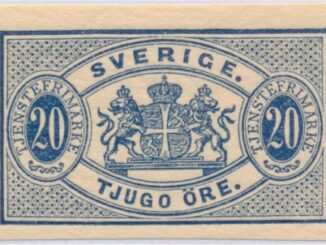 SVERIGE.
TJENSTEFRIMÄRKE
20
TJENSTEFRIMÄRKE
20
TJUGO ÖRE.